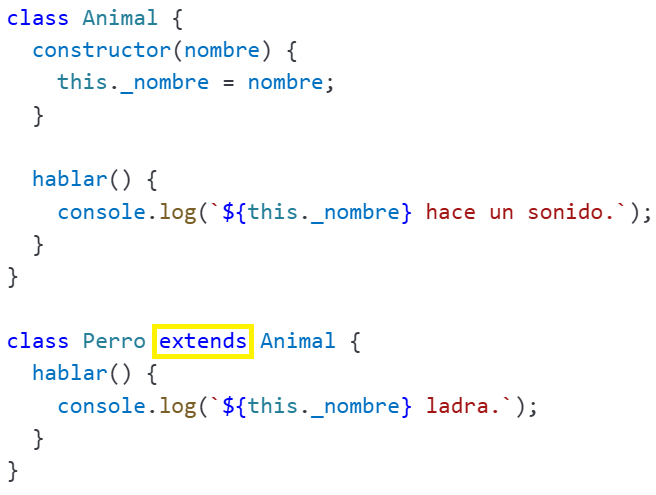 class Animal {
  constructor(nombre) {
    this._nombre = nombre;
  }

  hablar() {
    console.log(`${this._nombre} hace un sonido.`);
  }
}

class Perro extends Animal {
  hablar() {
    console.log(`${this._nombre} ladra.`);
  }
}